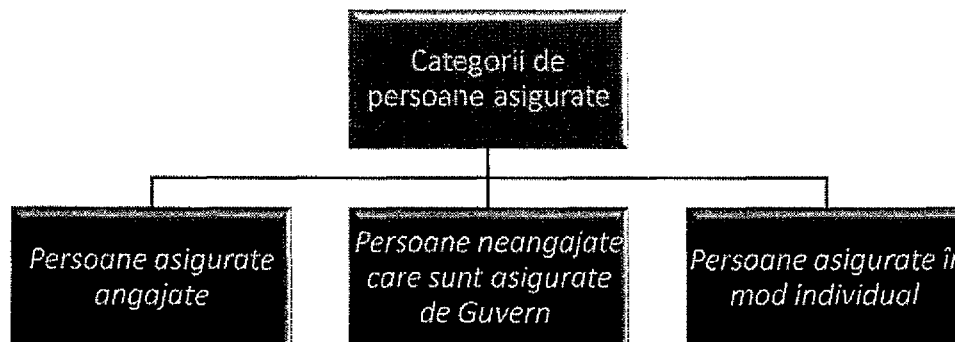 Categorii de
persoane asigurate
Persoane asigurate
angajate
Persoane neangajate
care sunt asigurate
de Guvern
Persoane asigurate în
mod individual